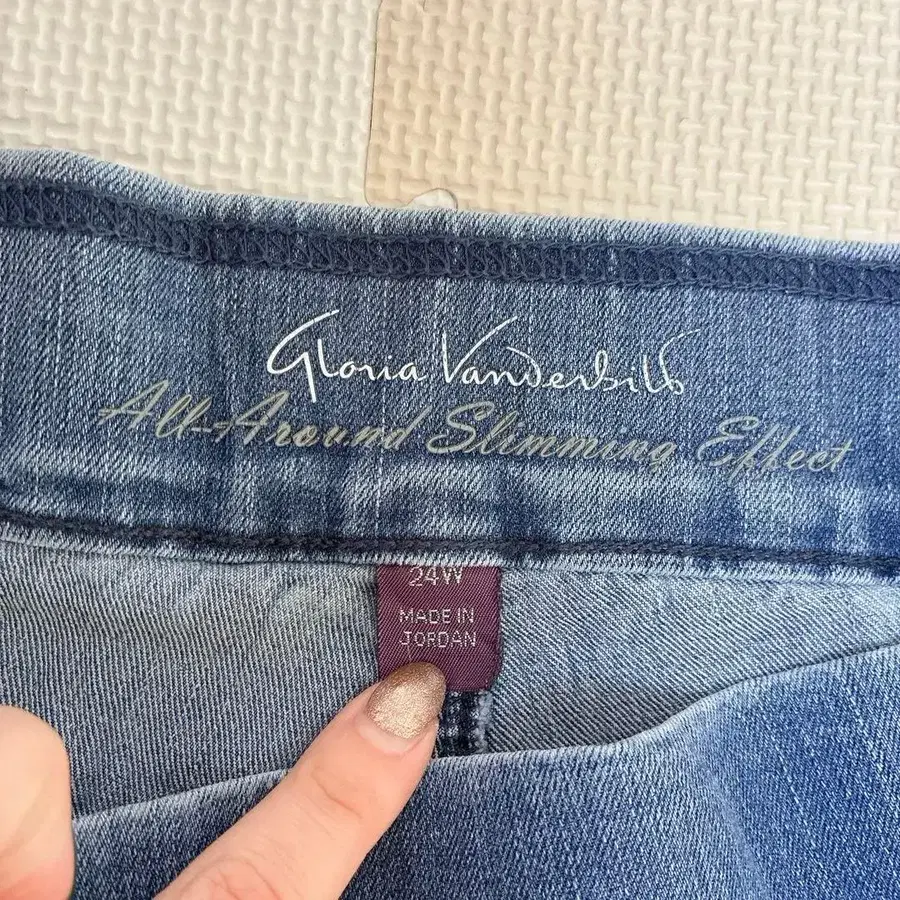 Gloria Vanderbilt
All-Around Slimming Effect
24W
MADE IN
JORDAN